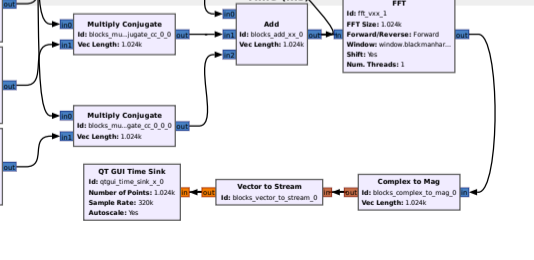 out
in0
in1
Multiply Conjugate
Id: blocks_mu...jugate_cc_0_0
Vec Length: 1.024k
out
in0
in1
in2
Add
Id: blocks_add_xx_0
Vec Length: 1.024k
out
in
FFT
Id: fft_vxx_1
FFT Size: 1.024k
Forward/Reverse: Forward
Window: window.blackmanhar...
Shift: Yes
Num. Threads: 1
out
out
in0
in1
Multiply Conjugate
Id: blocks_mu...gate_cc_0_0_0
Vec Length: 1.024k
out
out
QT GUI Time Sink
Id: qtgui_time_sink_x_0
Number of Points: 1.024k
Sample Rate: 320k
Autoscale: Yes
in
out
Vector to Stream
Id: blocks_vector_to_stream_0
in
out
Complex to Mag
Id: blocks_complex_to_mag_0
Vec Length: 1.024k
in